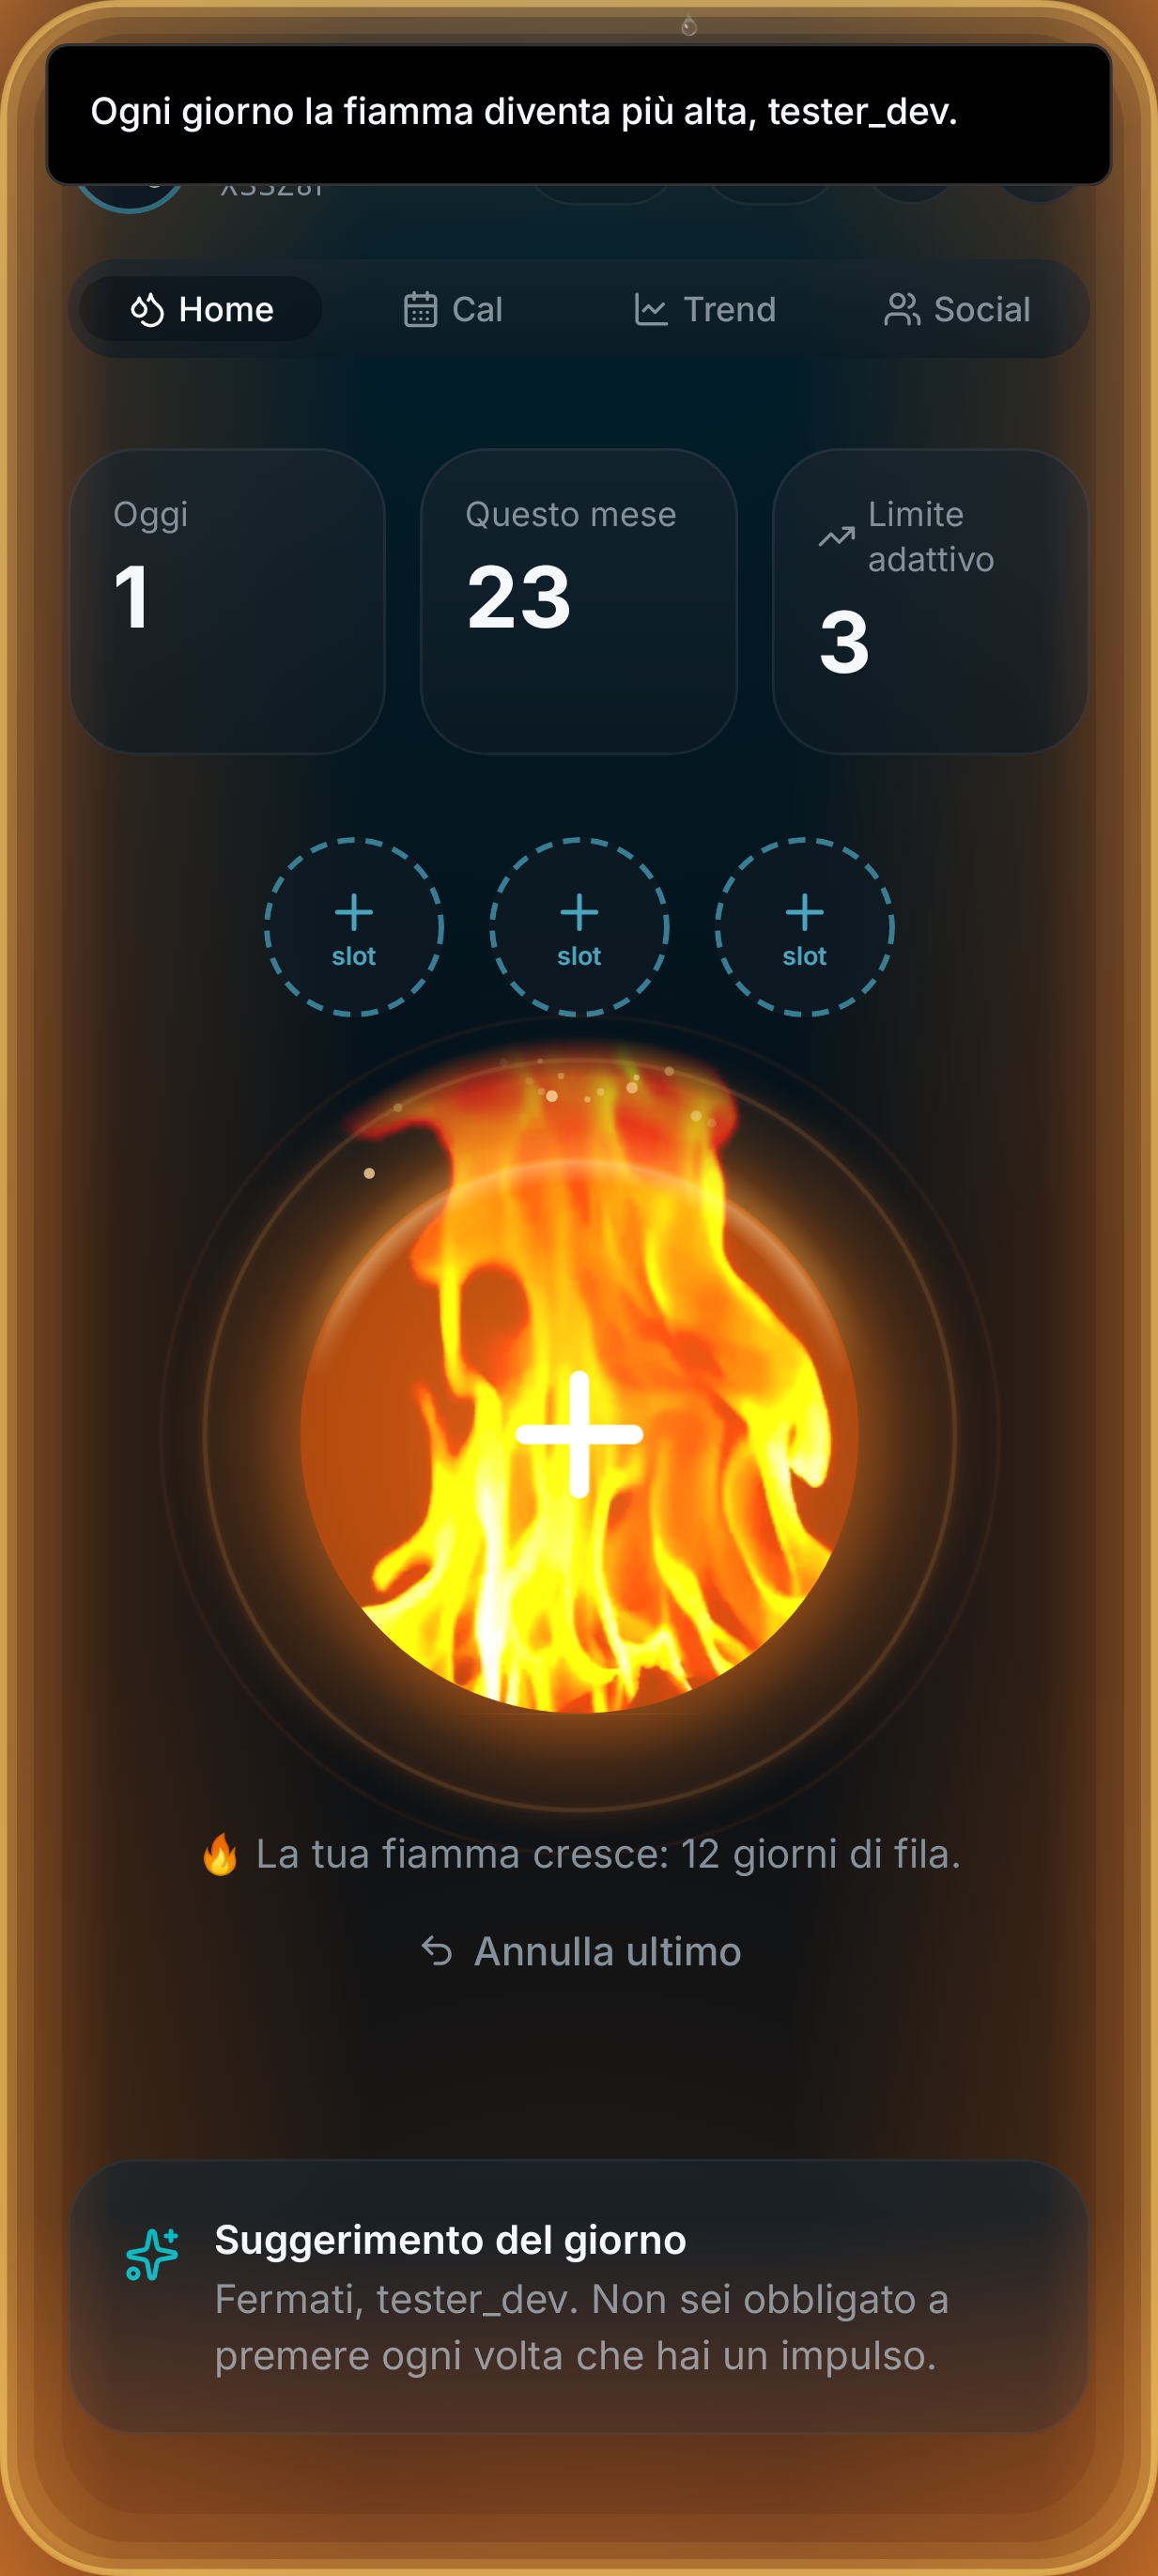 Ogni giorno la fiamma diventa più alta, tester_dev.
Home
Cal
Trend
Social
Oggi
1
Questo mese
23
Limite
adattivo
3
slot
slot
slot
🔥 La tua fiamma cresce: 12 giorni di fila.
Annulla ultimo
Suggerimento del giorno
Fermati, tester_dev. Non sei obbligato a
premere ogni volta che hai un impulso.